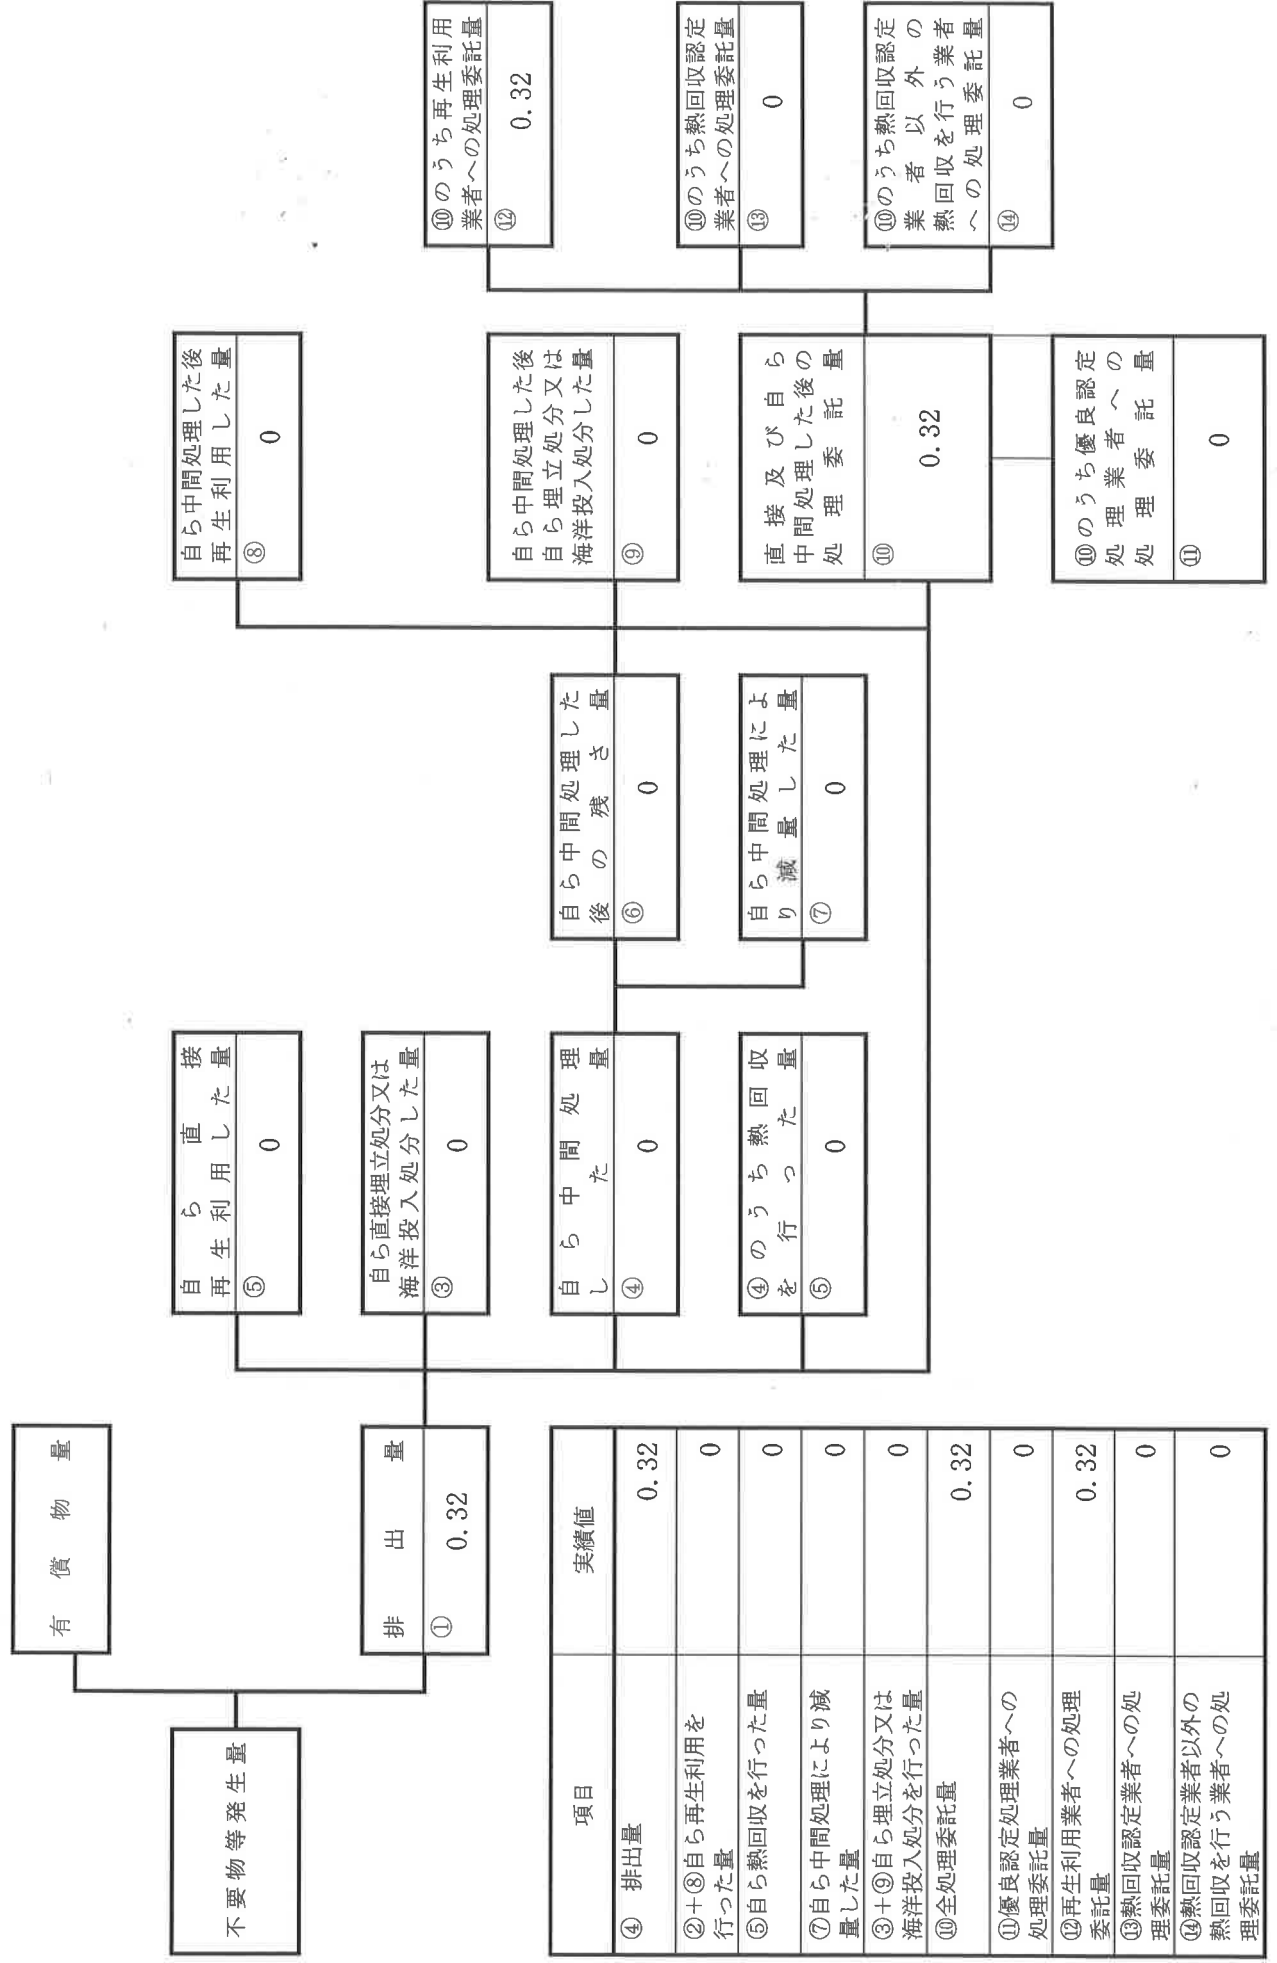 不要物等発生量
有償物量
排出量
①
0.32
自ら直接
再生利用した量
⑤
0
自ら直接埋立処分又は
海洋投入処分した量
③
0
自ら中間処理
した量
④
0
④のうち熱回収
を行った量
⑤
0
自ら中間処理した
後の残さ量
⑥
0
自ら中間処理によ
り減量した量
⑦
0
自ら中間処理した後
再生利用した量
⑧
0
自ら中間処理した後
自ら埋立処分又は
海洋投入処分した量
⑨
0
直接及び自ら
中間処理した後の
処理委託量
⑩
0.32
⑩のうち優良認定
処理業者への
処理委託量
⑪
0
⑩のうち再生利用
業者への処理委託量
⑫
0.32
⑩のうち熱回収認定
業者への処理委託量
⑬
0
⑩のうち熱回収認定
業者以外の
熱回収を行う業者
への処理委託量
⑭
0
項目 実績値
④ 排出量 0.32
②+⑧自ら再生利用を
行った量 0
⑤自ら熱回収を行った量 0
⑦自ら中間処理により減
量した量 0
③+⑨自ら埋立処分又は
海洋投入処分を行った量 0
⑩全処理委託量 0.32
⑪優良認定処理業者への
処理委託量 0
⑫再生利用業者への処理
委託量 0.32
⑬熱回収認定業者への処
理委託量 0
⑭熱回収認定業者以外の
熱回収を行う業者への処
理委託量 0